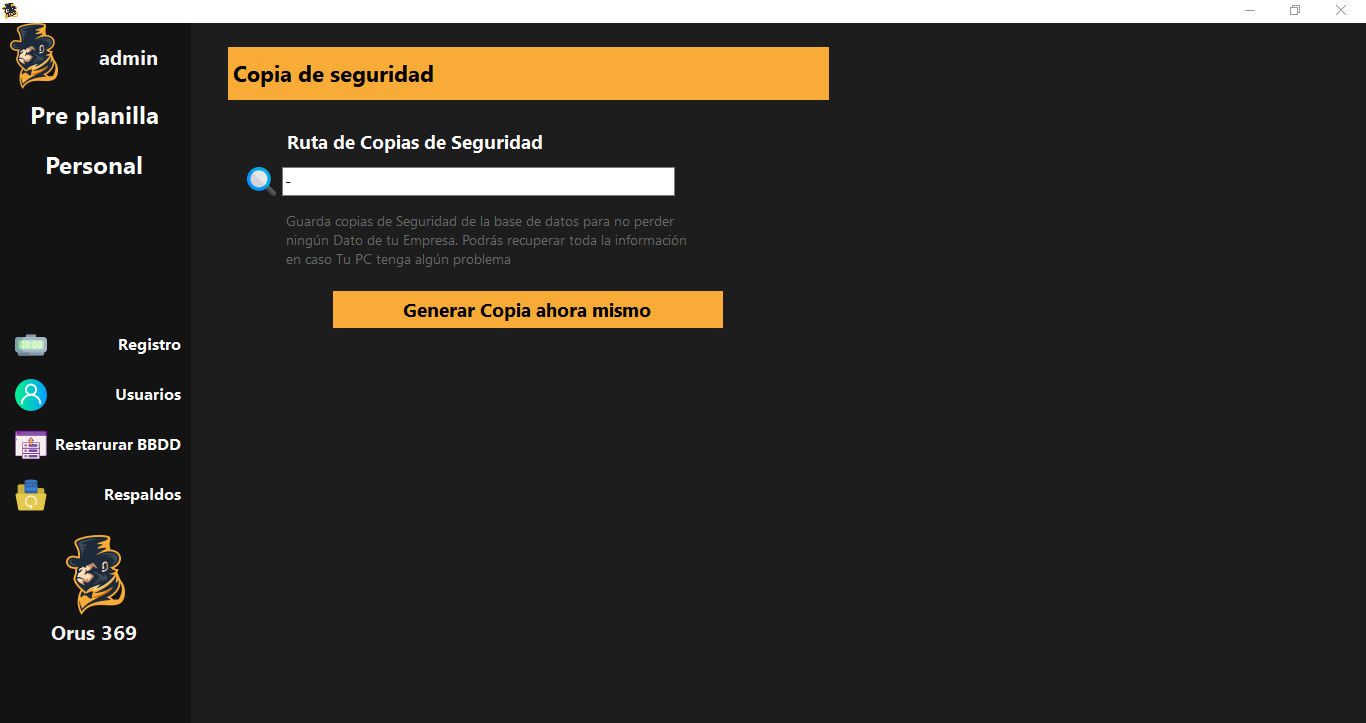 admin
Pre planilla
Personal
Registro
Usuarios
Restarurar BBDD
Respaldos
Orus 369
Copia de seguridad
Ruta de Copias de Seguridad
-
Guarda copias de Seguridad de la base de datos para no perder
ningún Dato de tu Empresa. Podrás recuperar toda la información
en caso Tu PC tenga algún problema
Generar Copia ahora mismo